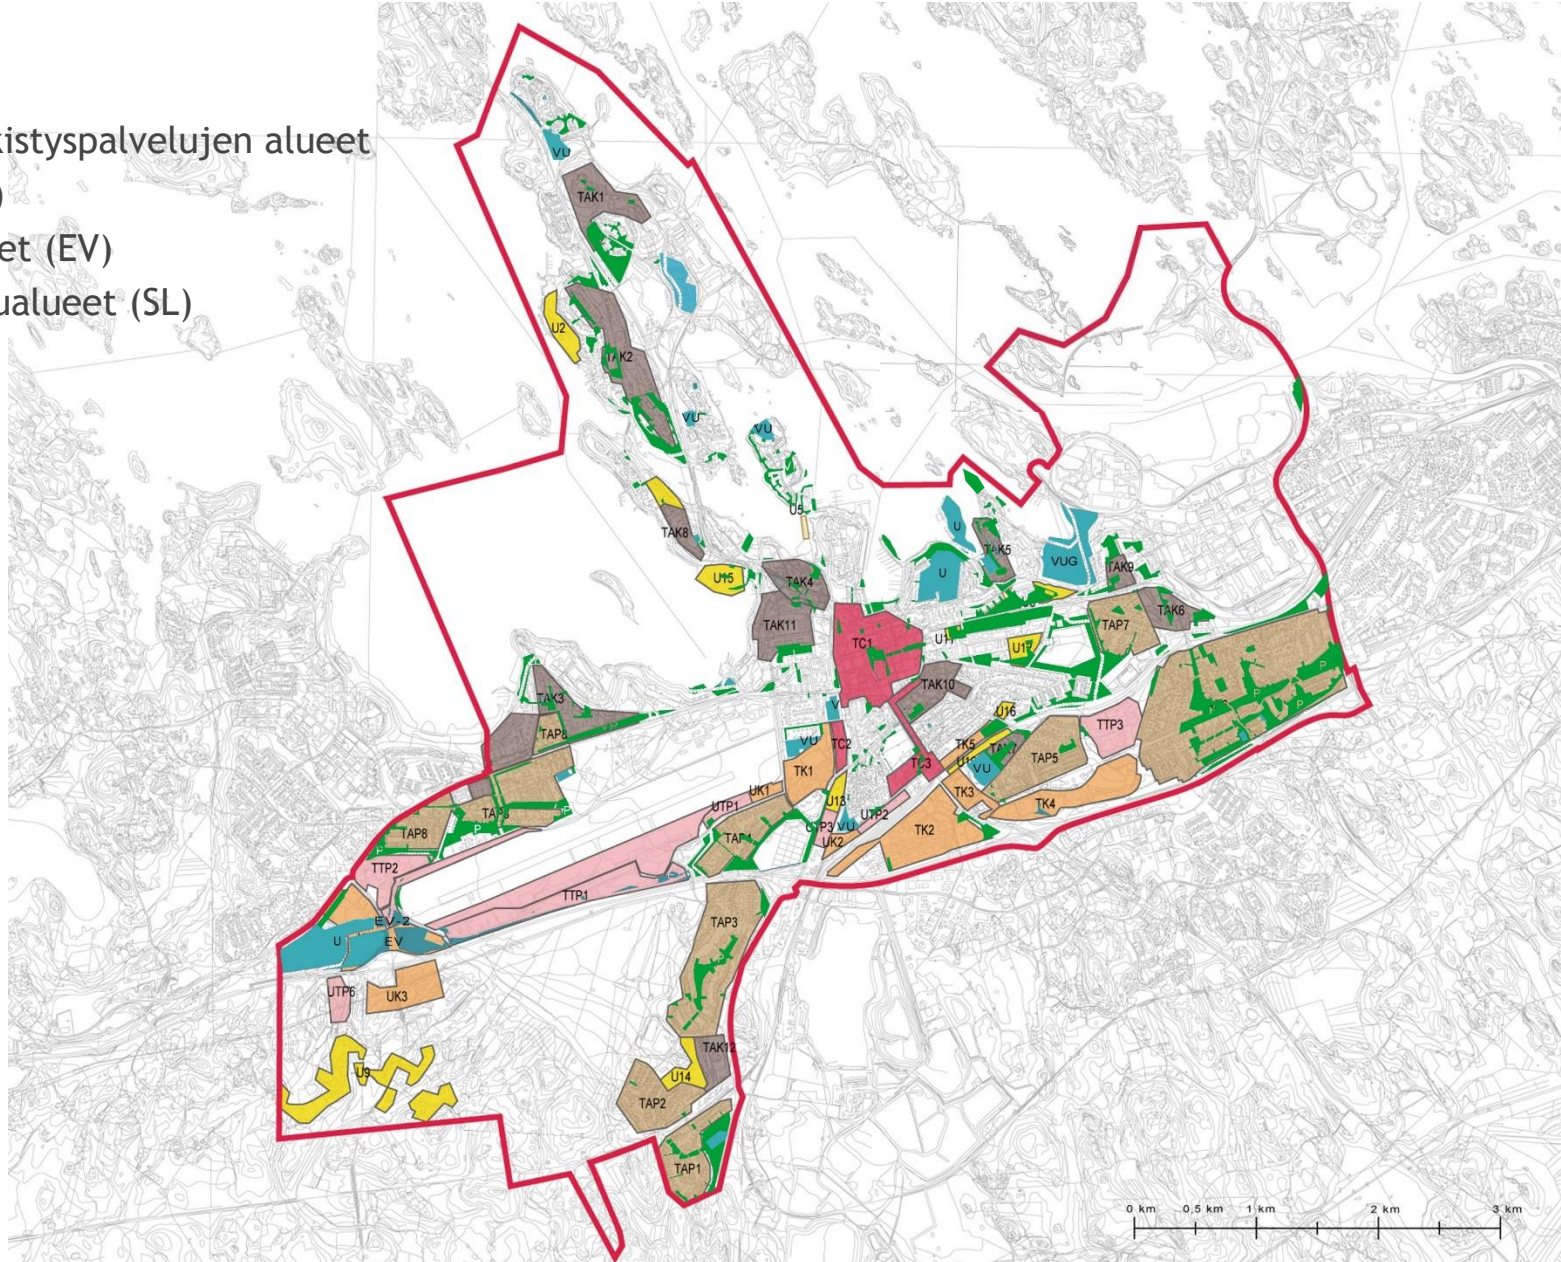 kistyspalvelujen alueet
)
et (EV)
ualueet (SL)
VU
TAK1
U2
TAK2
VU
VU
U5
TAK8
U
TAK5
VUG
TAK9
U15
TAK4
U
TAK6
TAK11
TAP7
TC1
U17
TAK10
P
P
P
TAK3
U16
TTP3
TC2
VU
TK5
TAP5
TC3
VU
TK1
UK1
TK3
UTP1
U13
TK4
UTP2
VU
TAP8
P
P
TK2
UK2
TTP2
TTP1
TAP3
EV-2
U
EV
UTP6
UK3
TAK12
U9
U14
TAP2
TAP1
0 km
0,5 km
1 km
2 km
3 km